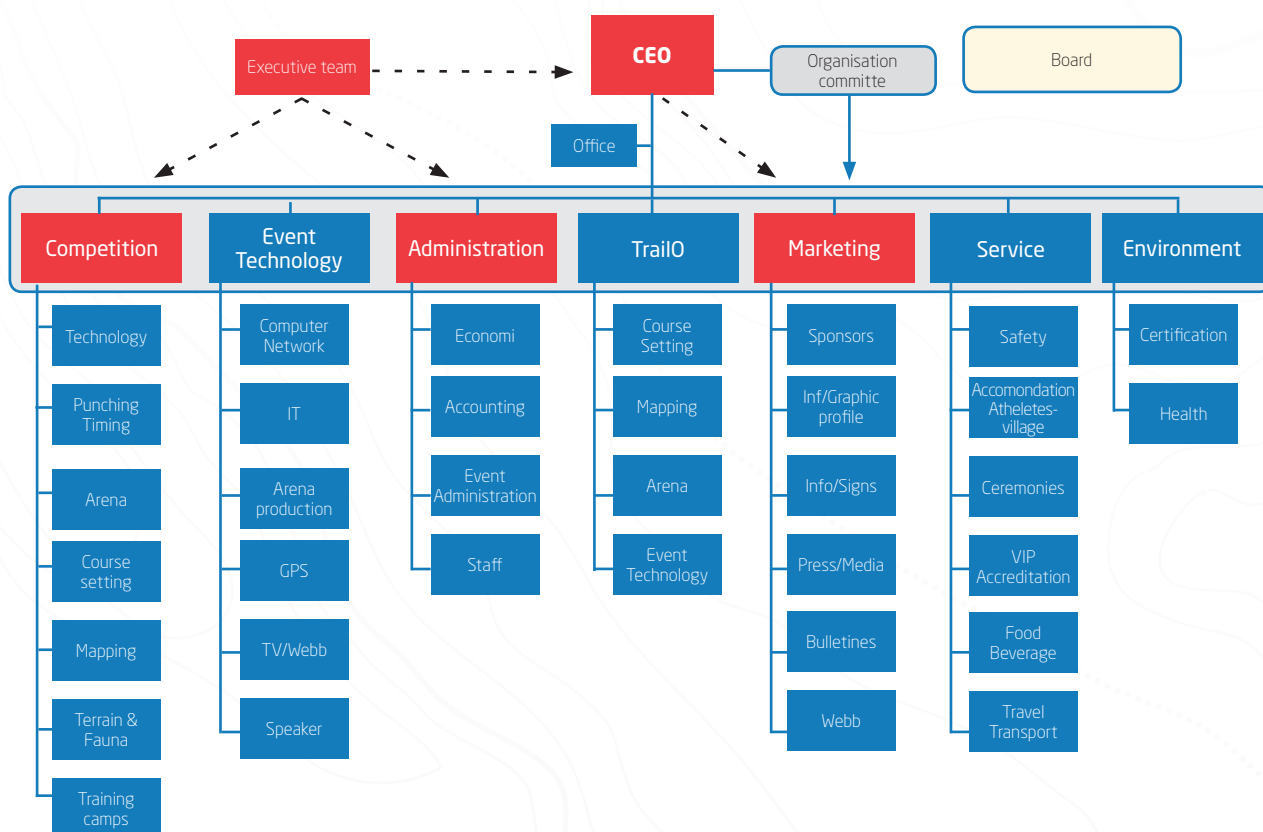 CEO
Executive team
Organisation
committe
Board
Office
Competition
Event
Technology
Administration
TrailO
Marketing
Service
Environment
Technology
Punching
Timing
Arena
Course
setting
Mapping
Terrain &
Fauna
Training
camps
Computer
Network
IT
Arena
production
GPS
TV/Webb
Speaker
Economi
Accounting
Event
Administration
Staff
Course
Setting
Mapping
Arena
Event
Technology
Sponsors
Inf/Graphic
profile
Info/Signs
Press/Media
Bulletines
Webb
Safety
Accomondation
Atheletes-
village
Ceremonies
VIP
Accreditation
Food
Beverage
Travel
Transport
Certification
Health